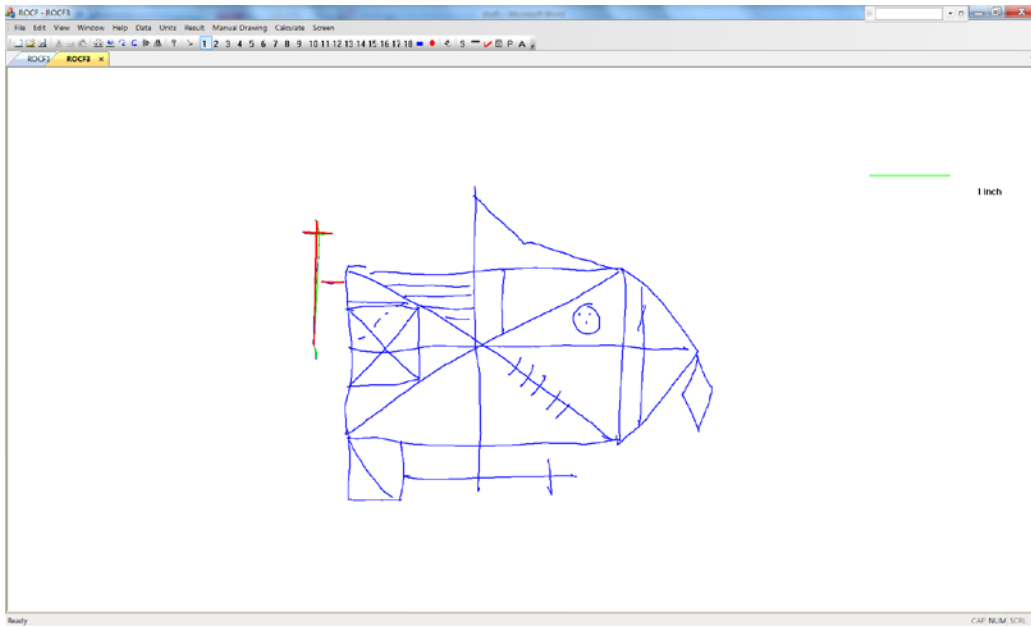 ROCF - ROCF3
File Edit View Window Help Data Units Result Manual Drawing Calculate Screen
1 2 3 4 5 6 7 8 9 10 11 12 13 14 15 16 17 18 S P A
ROCF1 ROCF3 ×
1 inch
Ready CAP NUM SCRL